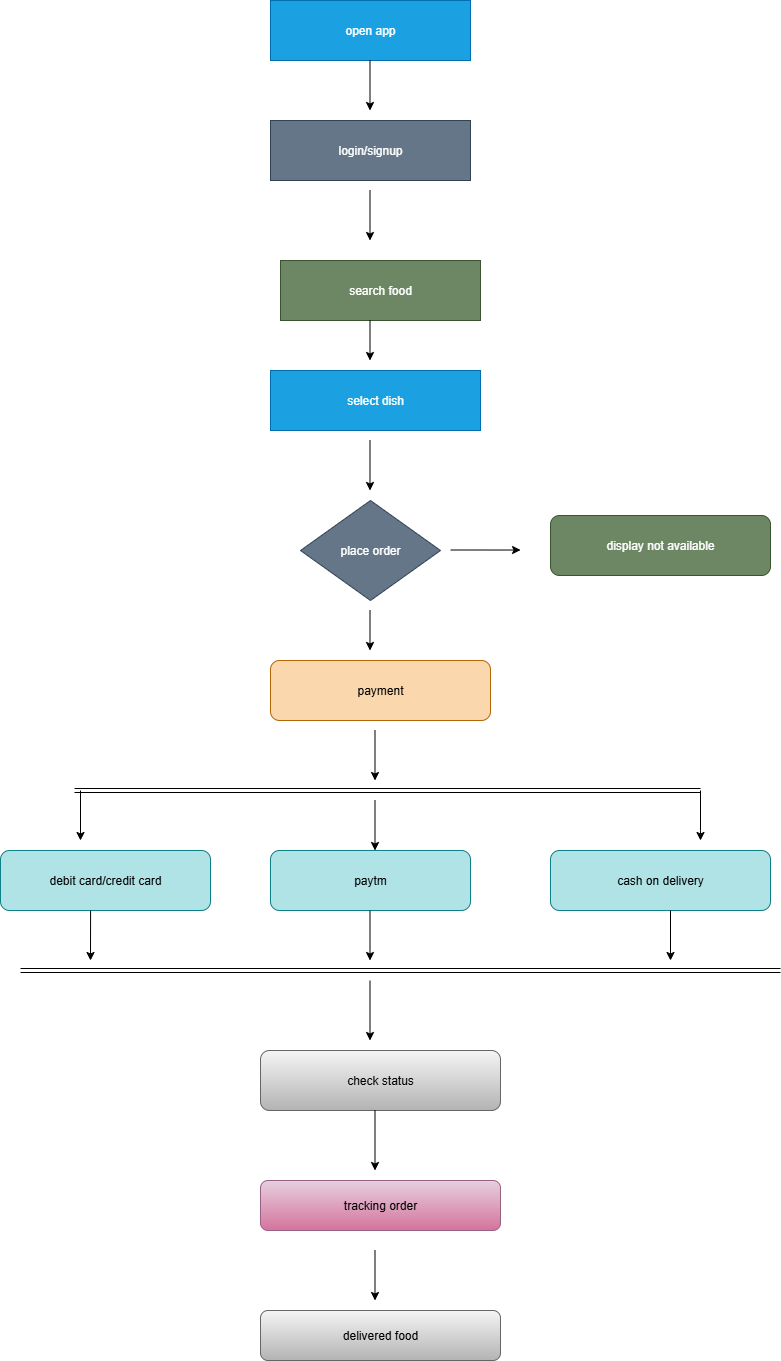 open app
login/signup
search food
select dish
place order
display not available
payment
debit card/credit card
paytm
cash on delivery
check status
tracking order
delivered food